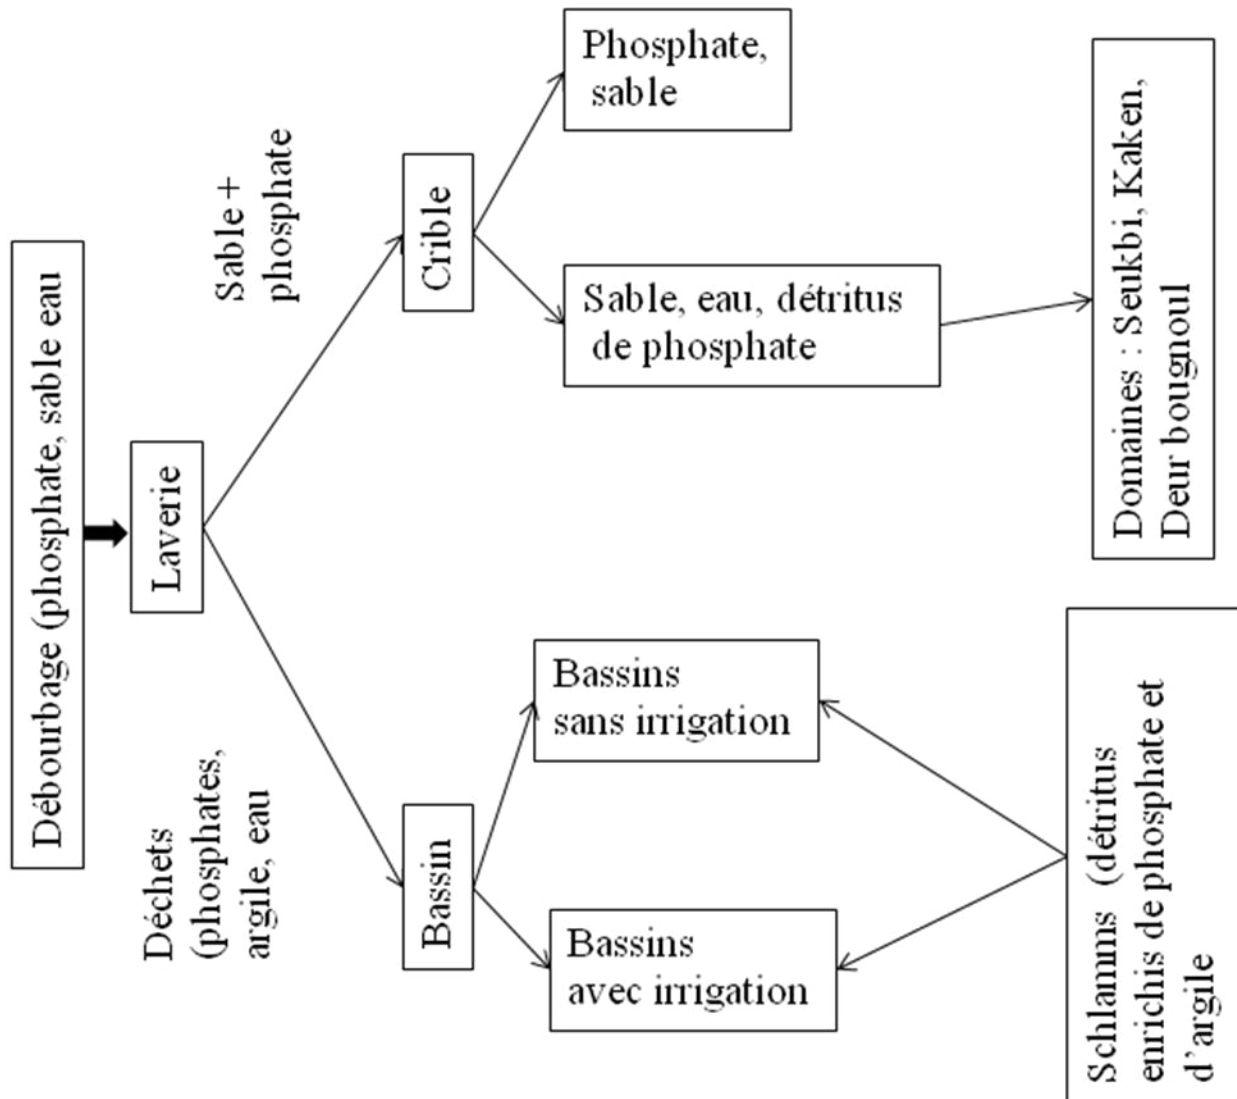 Débourbage (phosphate, sable eau
Laverie
Déchets
(phosphates,
argile, eau
Sable +
phosphate
Bassin
Crible
Bassins
avec irrigation
Bassins
sans irrigation
Sable, eau, détritus
de phosphate
Phosphate,
sable
Schlamms (détritus
enrichis de phosphate et
d’argile
Domaines : Seukbi, Kaken,
Deur bougnoul